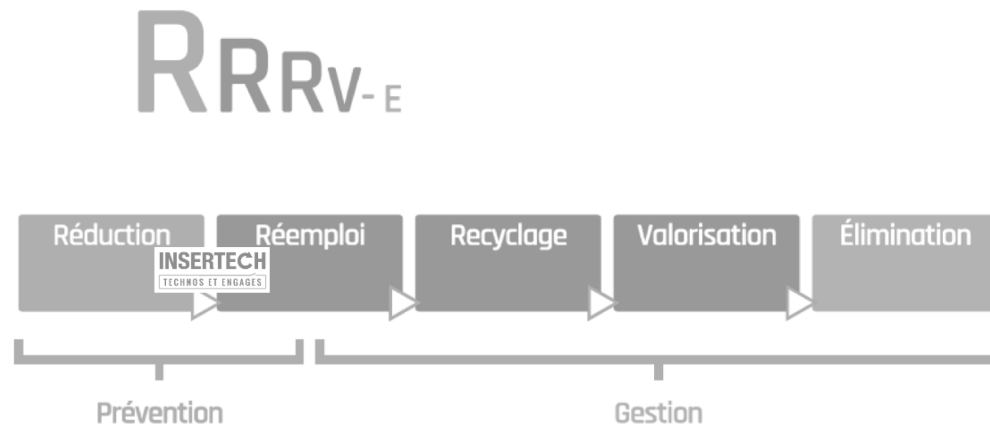 RRRV-E
Réduction
Réemploi
Recyclage
Valorisation
Élimination
INSERTECH
TECHNOS ET ENGAGÉS
Prévention
Gestion